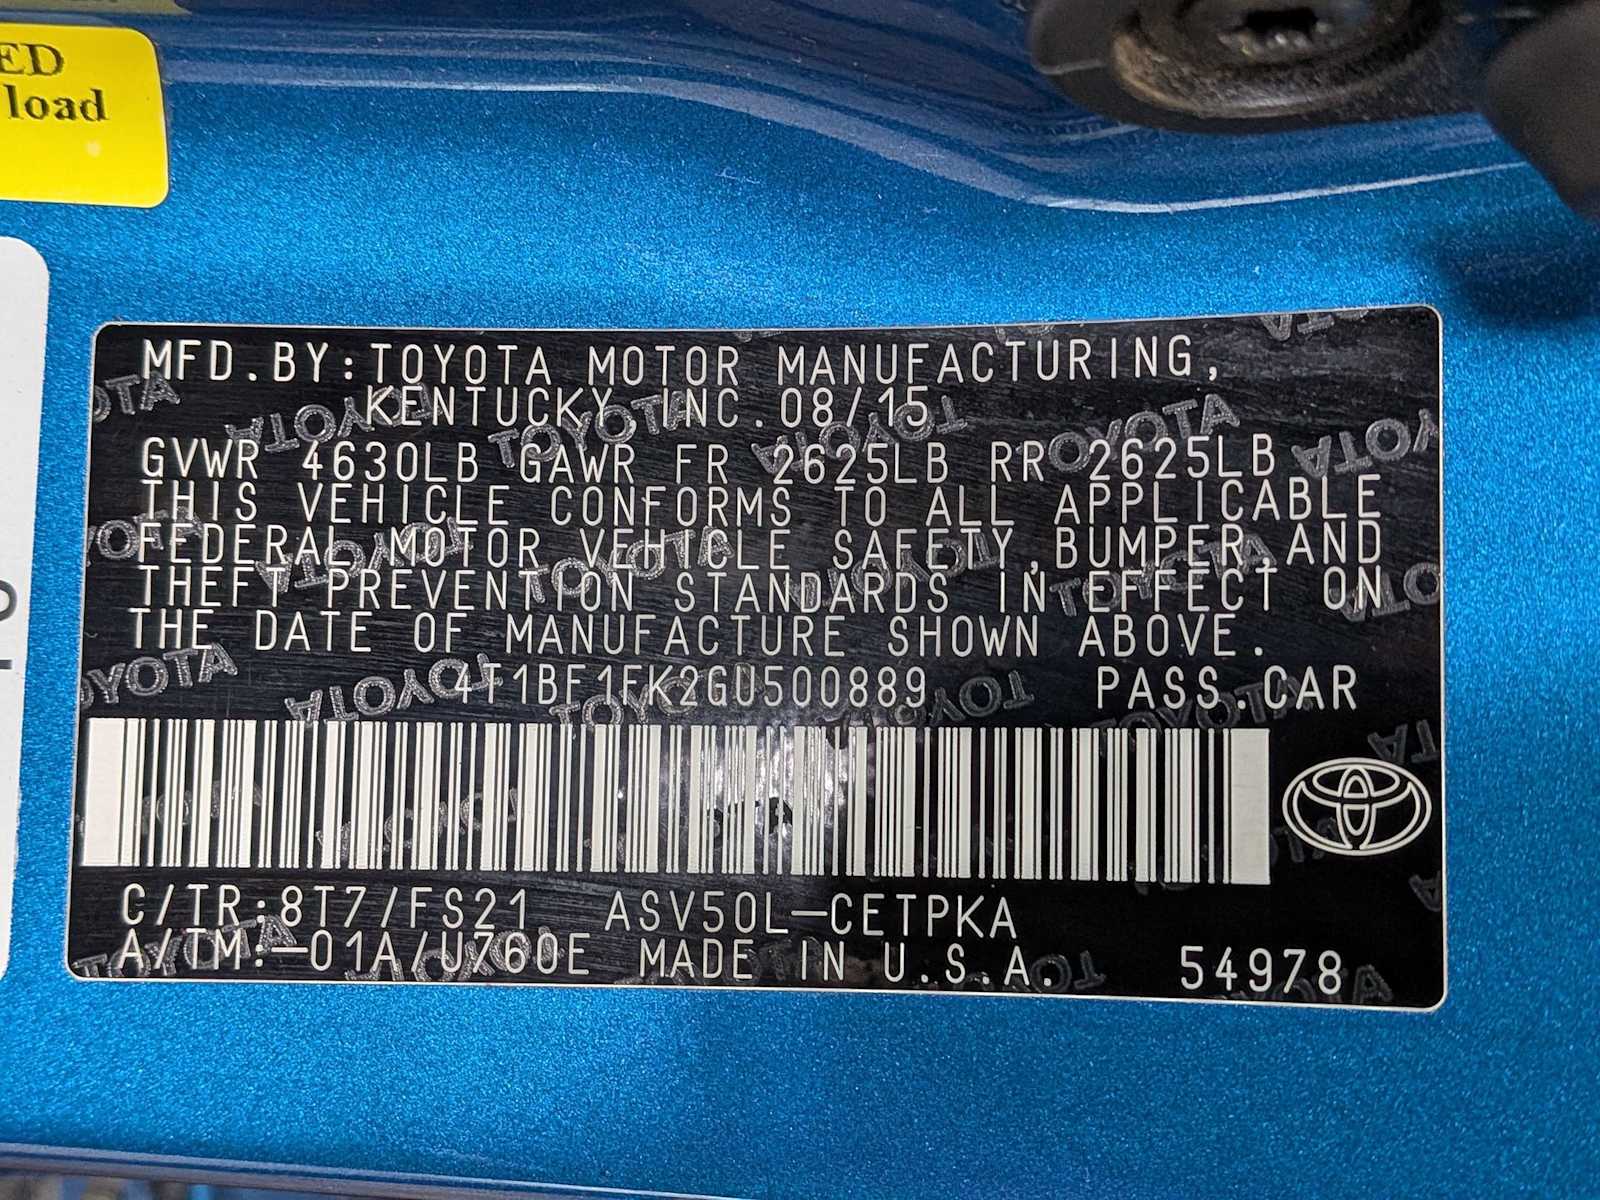 ED
load
MFD.BY:TOYOTA MOTOR MANUFACTURING,
KENTUCKY, INC.08/15
GVWR 4630LB GAWR FR 2625LB RR 2625LB
THIS VEHICLE CONFORMS TO ALL APPLICABLE
FEDERAL MOTOR VEHICLE SAFETY,BUMPER,AND
THEFT PREVENTION STANDARDS IN EFFECT ON
THE DATE OF MANUFACTURE SHOWN ABOVE.
4T1BF1FK2GU500889 PASS.CAR
C/TR:8T7/FS21 ASV50L-CETPKA
A/TM:-01A/U760E MADE IN U.S.A. 54978